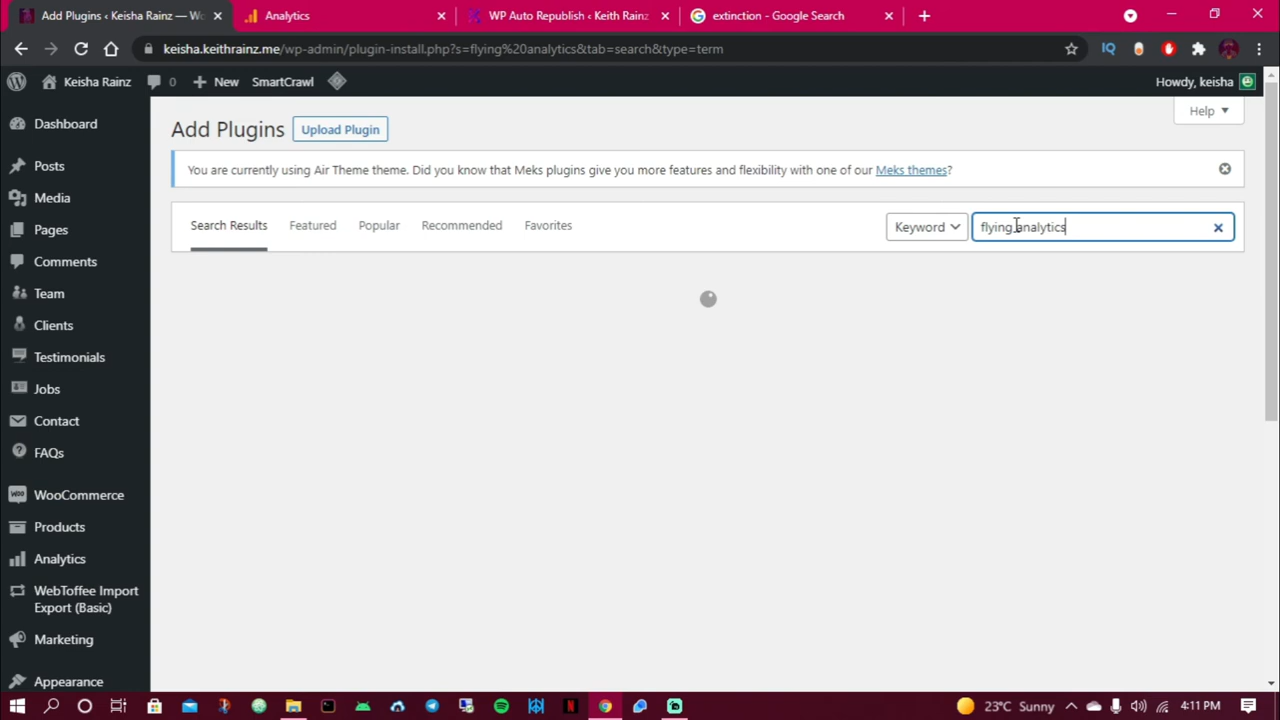 Add Plugins ‹ Keisha Rainz — Wo
Analytics
WP Auto Republish ‹ Keith Rainz
extinction - Google Search
keisha.keithrainz.me/wp-admin/plugin-install.php?s=flying%20analytics&tab=search&type=term
Keisha Rainz
0
New
SmartCrawl
Howdy, keisha
Dashboard
Posts
Media
Pages
Comments
Team
Clients
Testimonials
Jobs
Contact
FAQs
WooCommerce
Products
Analytics
WebToffee Import
Export (Basic)
Marketing
Appearance
Help
Add Plugins
Upload Plugin
You are currently using Air Theme theme. Did you know that Meks plugins give you more features and flexibility with one of our Meks themes?
Search Results
Featured
Popular
Recommended
Favorites
Keyword
flying analytics
23°C Sunny
4:11 PM